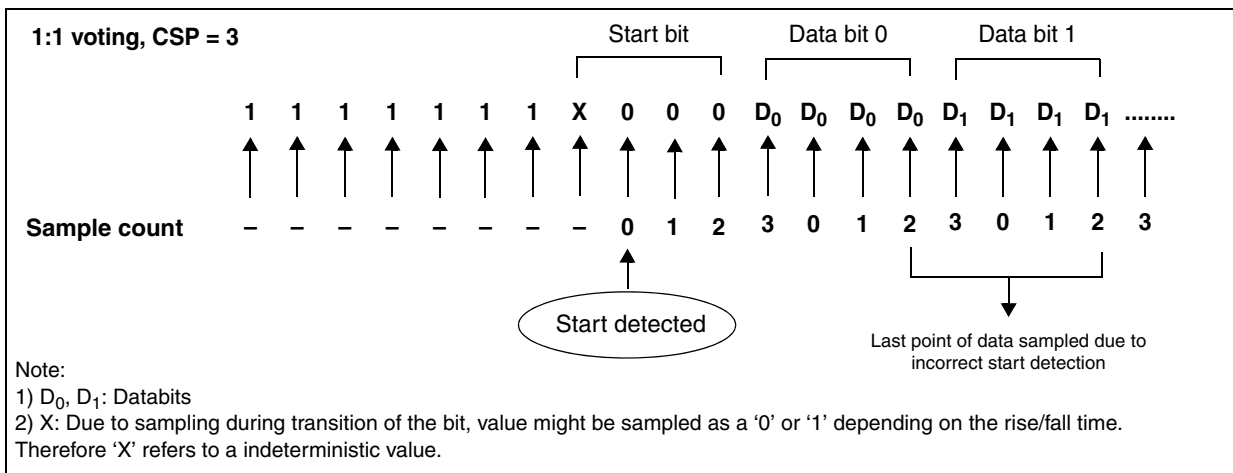 1:1 voting, CSP = 3
Start bit Data bit 0 Data bit 1
1 1 1 1 1 1 1 X 0 0 0 D0 D0 D0 D0 D1 D1 D1 D1 ........
Sample count – – – – – – – – 0 1 2 3 0 1 2 3 0 1 2 3
Start detected
Last point of data sampled due to
incorrect start detection
Note:
1) D0, D1: Databits
2) X: Due to sampling during transition of the bit, value might be sampled as a ‘0’ or ‘1’ depending on the rise/fall time.
Therefore ‘X’ refers to a indeterministic value.